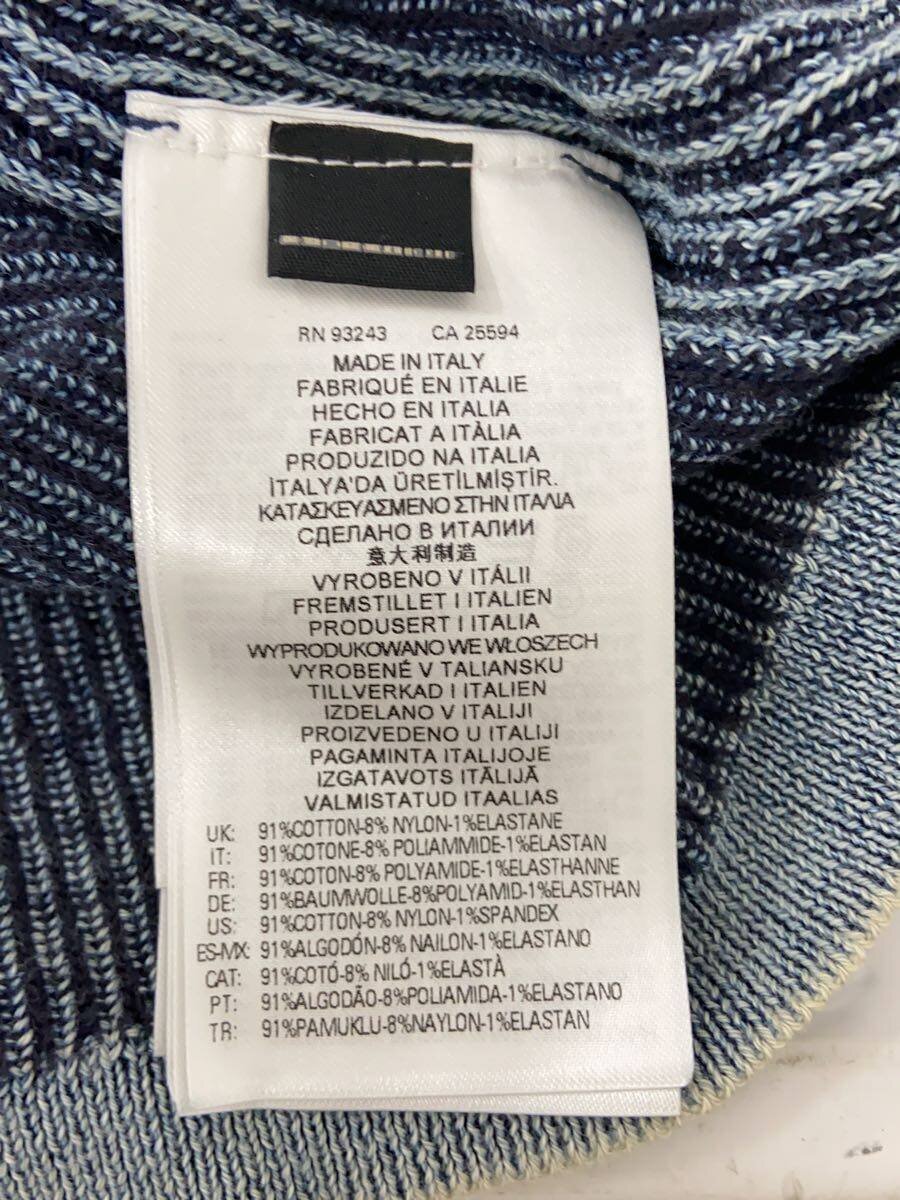 RN 93243 CA 25594
MADE IN ITALY
FABRIQUÉ EN ITALIE
HECHO EN ITALIA
FABRICAT A ITÀLIA
PRODUZIDO NA ITALIA
İTALYA'DA ÜRETİLMİŞTİR.
ΚΑΤΑΣΚΕΥΑΣΜΕΝΟ ΣΤΗΝ ΙΤΑΛΙΑ
СДЕЛАНО В ИТАЛИИ
意大利制造
VYROBENO V ITÁLII
FREMSTILLET I ITALIEN
PRODUSERT I ITALIA
WYPRODUKOWANO WE WŁOSZECH
VYROBENÉ V TALIANSKU
TILLVERKAD I ITALIEN
IZDELANO V ITALIJI
PROIZVEDENO U ITALIJI
PAGAMINTA ITALIJOJE
IZGATAVOTS ITĀLIJĀ
VALMISTATUD ITAALIAS
UK: 91%COTTON-8% NYLON-1%ELASTANE
IT: 91%COTONE-8% POLIAMMIDE-1%ELASTAN
FR: 91%COTON-8% POLYAMIDE-1%ELASTHANNE
DE: 91%BAUMWOLLE-8%POLYAMID-1%ELASTHAN
US: 91%COTTON-8% NYLON-1%SPANDEX
ES-MX: 91%ALGODÓN-8% NAILON-1%ELASTANO
CAT: 91%COTÓ-8% NILÓ-1%ELASTÀ
PT: 91%ALGODÃO-8%POLIAMIDA-1%ELASTANO
TR: 91%PAMUKLU-8%NAYLON-1%ELASTAN